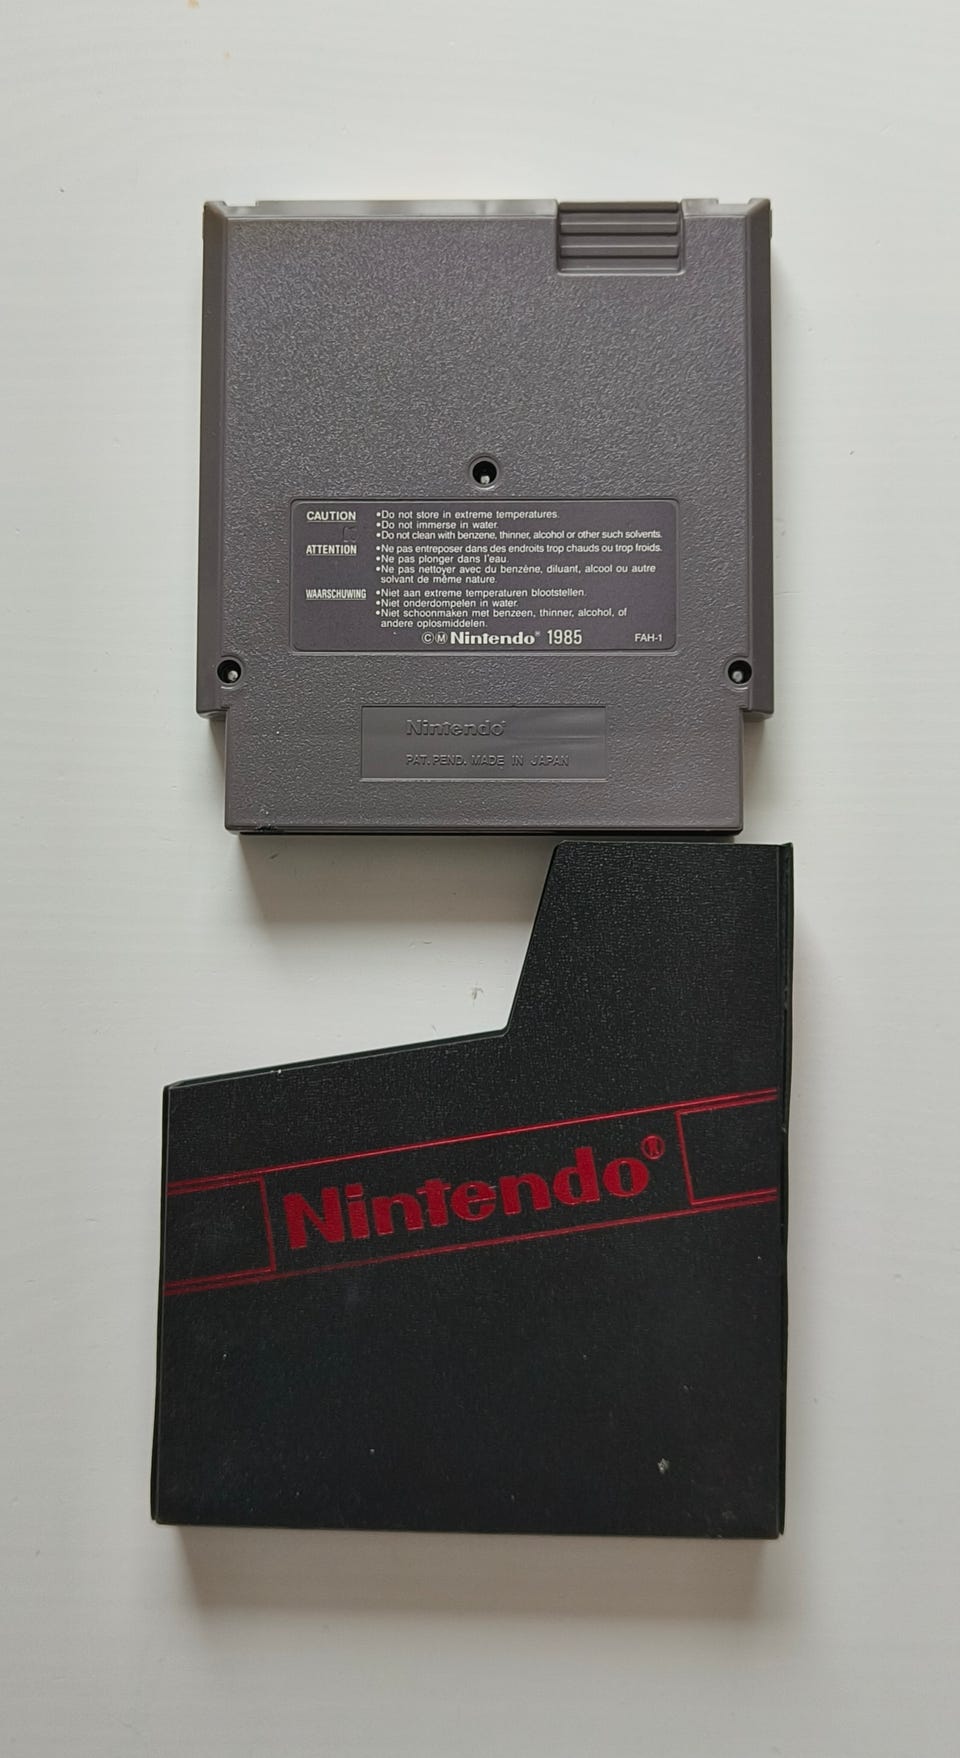 CAUTION •Do not store in extreme temperatures.
•Do not immerse in water.
•Do not clean with benzene, thinner, alcohol or other such solvents.
ATTENTION •Ne pas entreposer dans des endroits trop chauds ou trop froids.
•Ne pas plonger dans l'eau.
•Ne pas nettoyer avec du benzène, diluant, alcool ou autre
solvant de même nature.
WAARSCHUWING •Niet aan extreme temperaturen blootstellen.
•Niet onderdompelen in water.
•Niet schoonmaken met benzeen, thinner, alcohol, of
andere oplosmiddelen.
©Ⓜ Nintendo® 1985 FAH-1
Nintendo®
PAT. PEND. MADE IN JAPAN
Nintendo®